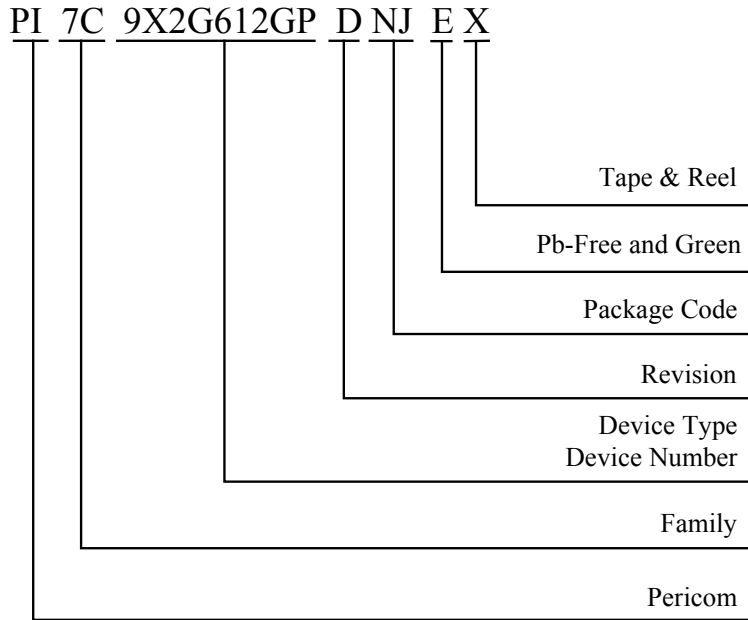 PI 7C 9X2G612GP D NJ E X
Tape & Reel
Pb-Free and Green
Package Code
Revision
Device Type
Device Number
Family
Pericom